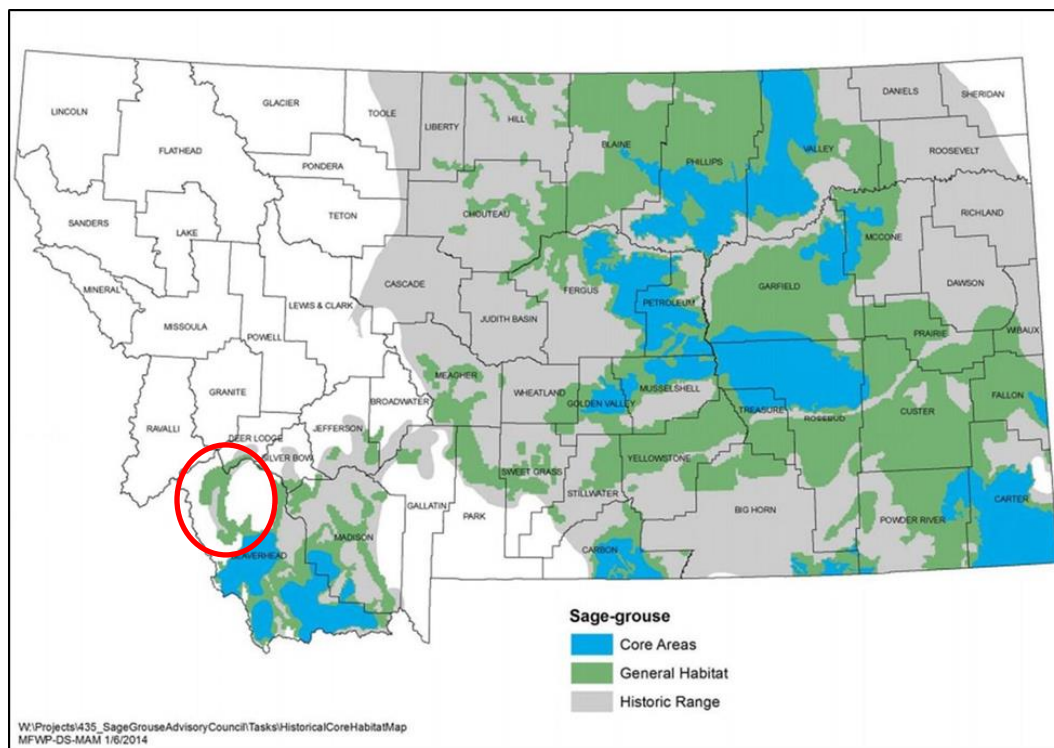 LINCOLN
GLACIER
TOOLE
DANIELS
SHERIDAN
LIBERTY
HILL
FLATHEAD
BLAINE
VALLEY
PONDERA
PHILLIPS
ROOSEVELT
TETON
CHOUTEAU
RICHLAND
SANDERS
LAKE
MCCONE
CASCADE
GARFIELD
DAWSON
MINERAL
LEWIS & CLARK
FERGUS
PETROLEUM
MISSOULA
POWELL
JUDITH BASIN
PRAIRIE
WIBAUX
MEAGHER
GRANITE
WHEATLAND
MUSSELSHELL
FALLON
BROADWATER
GOLDEN VALLEY
TREASURE
CUSTER
RAVALLI
JEFFERSON
ROSEBUD
DEER LODGE
SILVER BOW
YELLOWSTONE
SWEET GRASS
STILLWATER
CARTER
GALLATIN
PARK
BIG HORN
POWDER RIVER
MADISON
EAVERHEAD
CARBON
Sage-grouse
Core Areas
General Habitat
Historic Range
W:\Projects\435_SageGrouseAdvisoryCouncil\Tasks\HistoricalCoreHabitatMap
MFWP-DS-MAM 1/6/2014